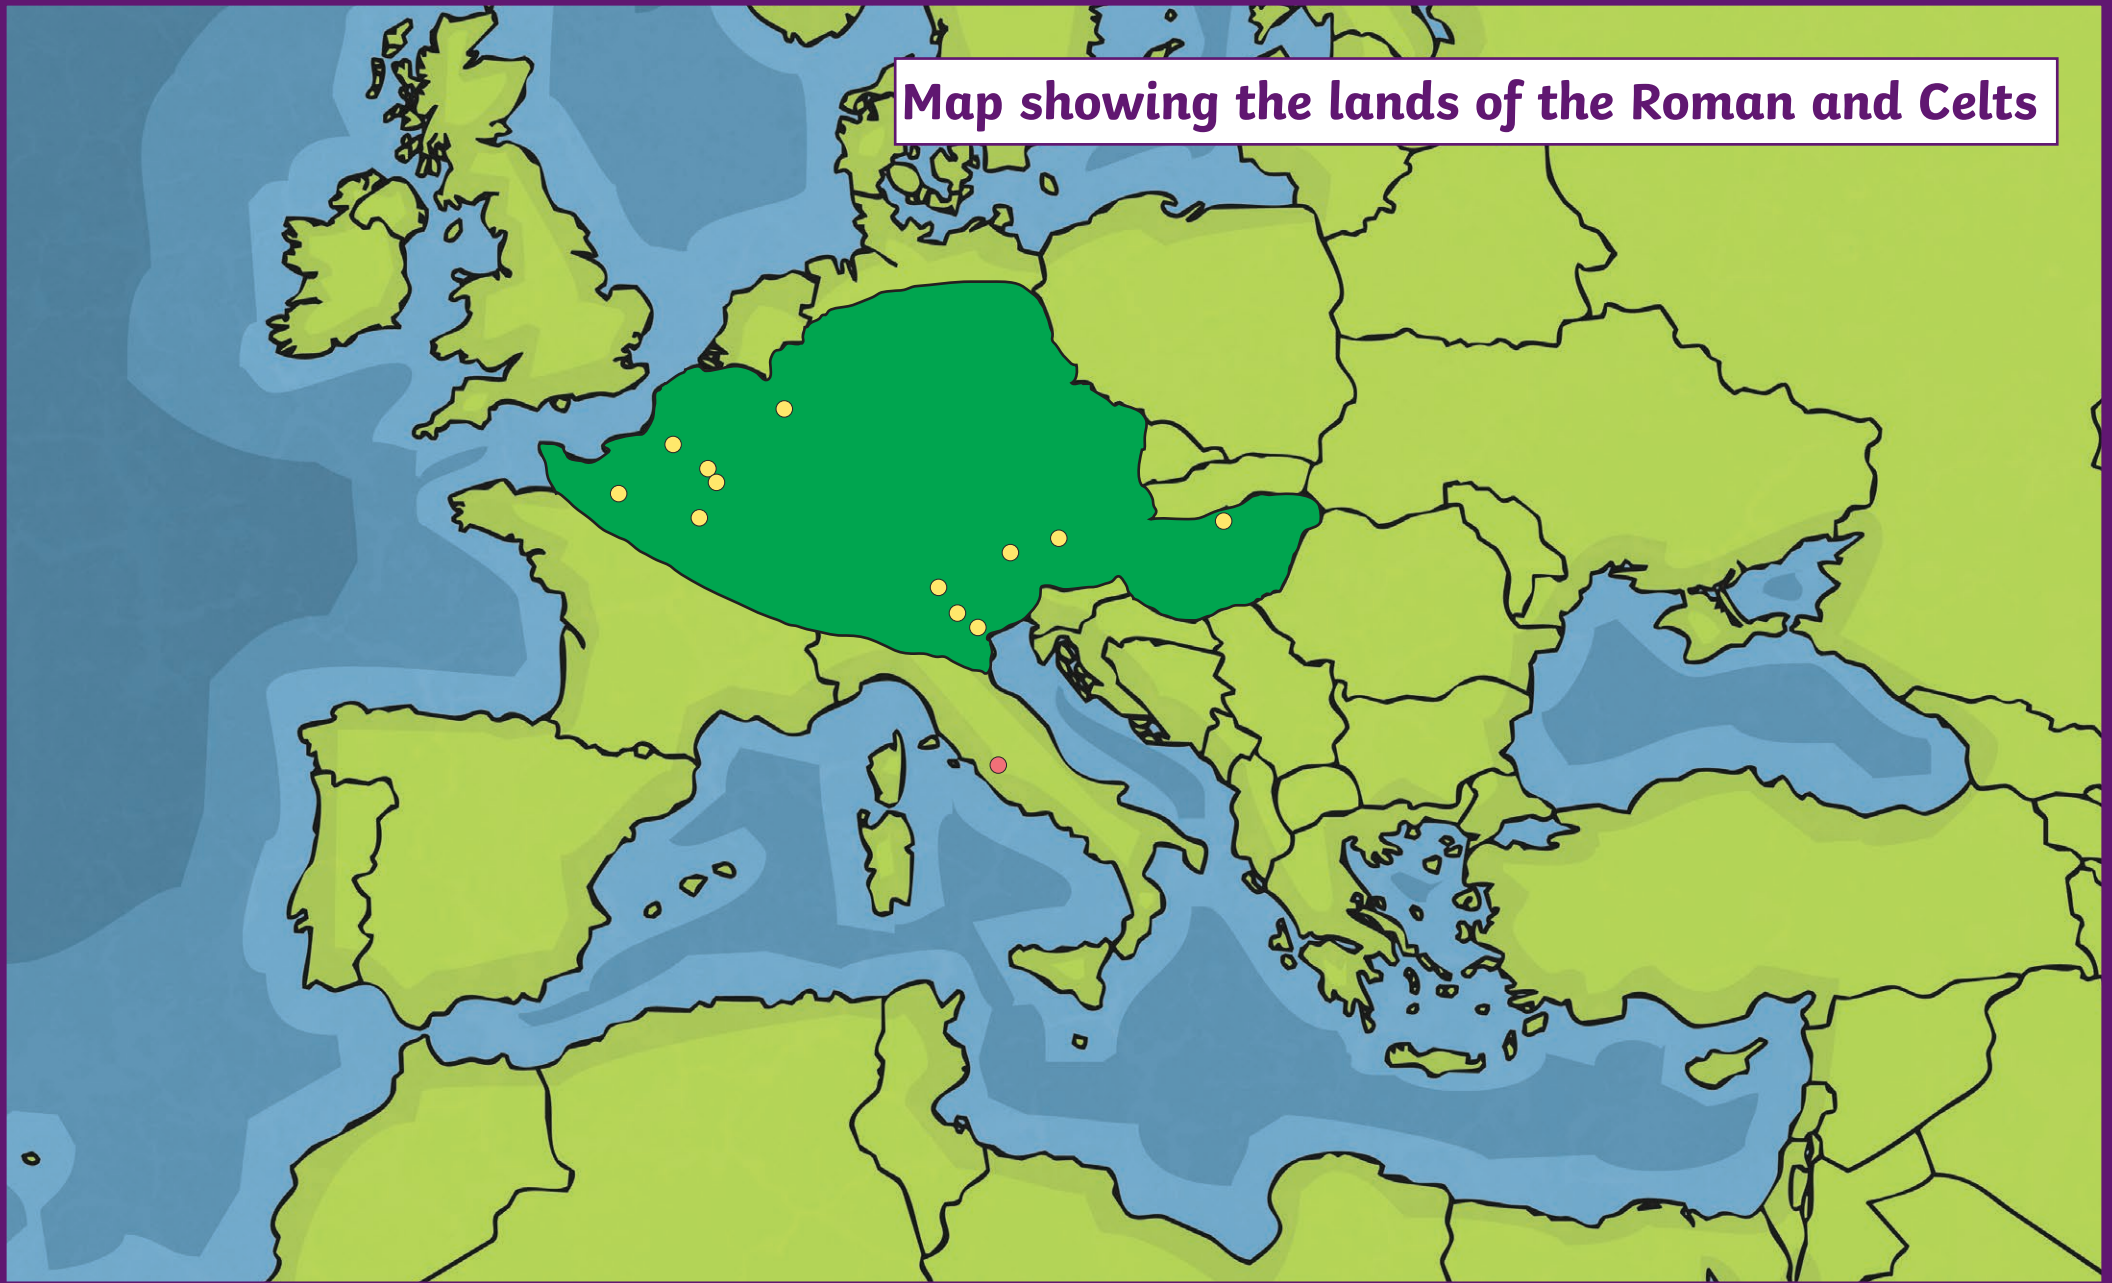 Map showing the lands of the Roman and Celts